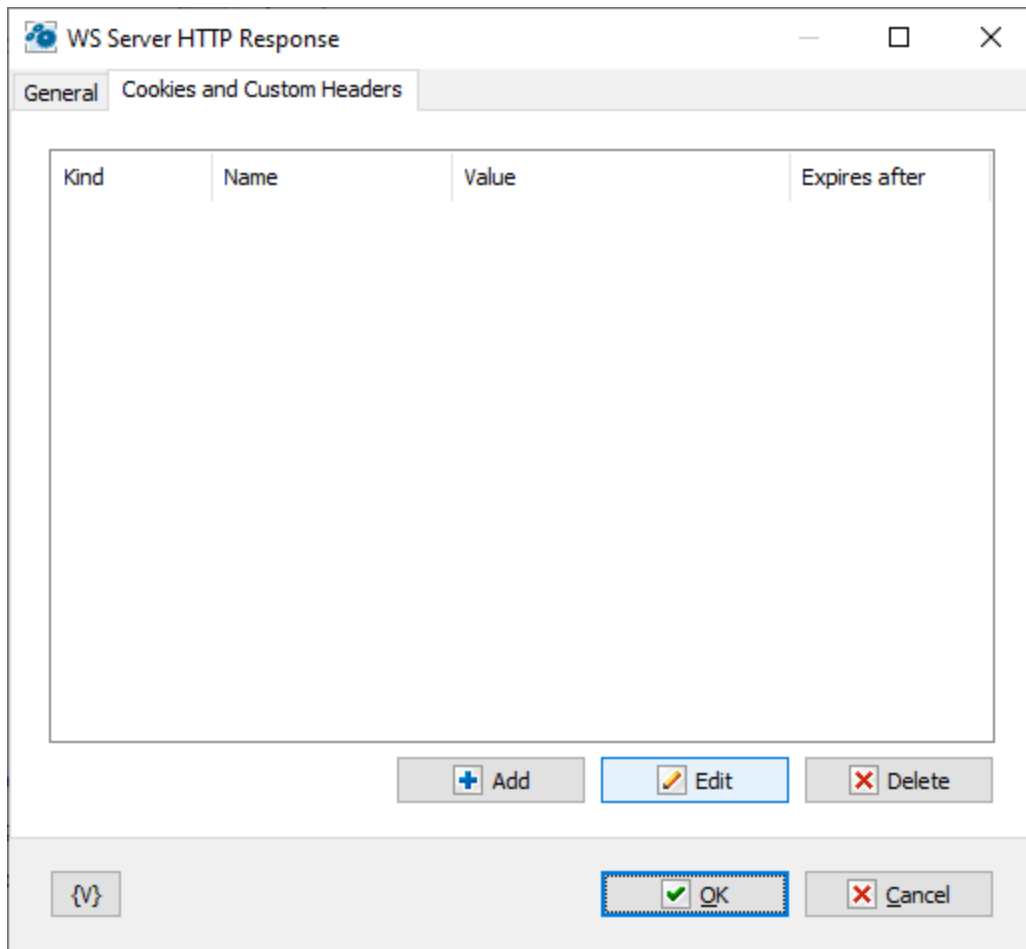 WS Server HTTP Response
General Cookies and Custom Headers
Kind Name Value Expires after
Add Edit Delete
{V} OK Cancel